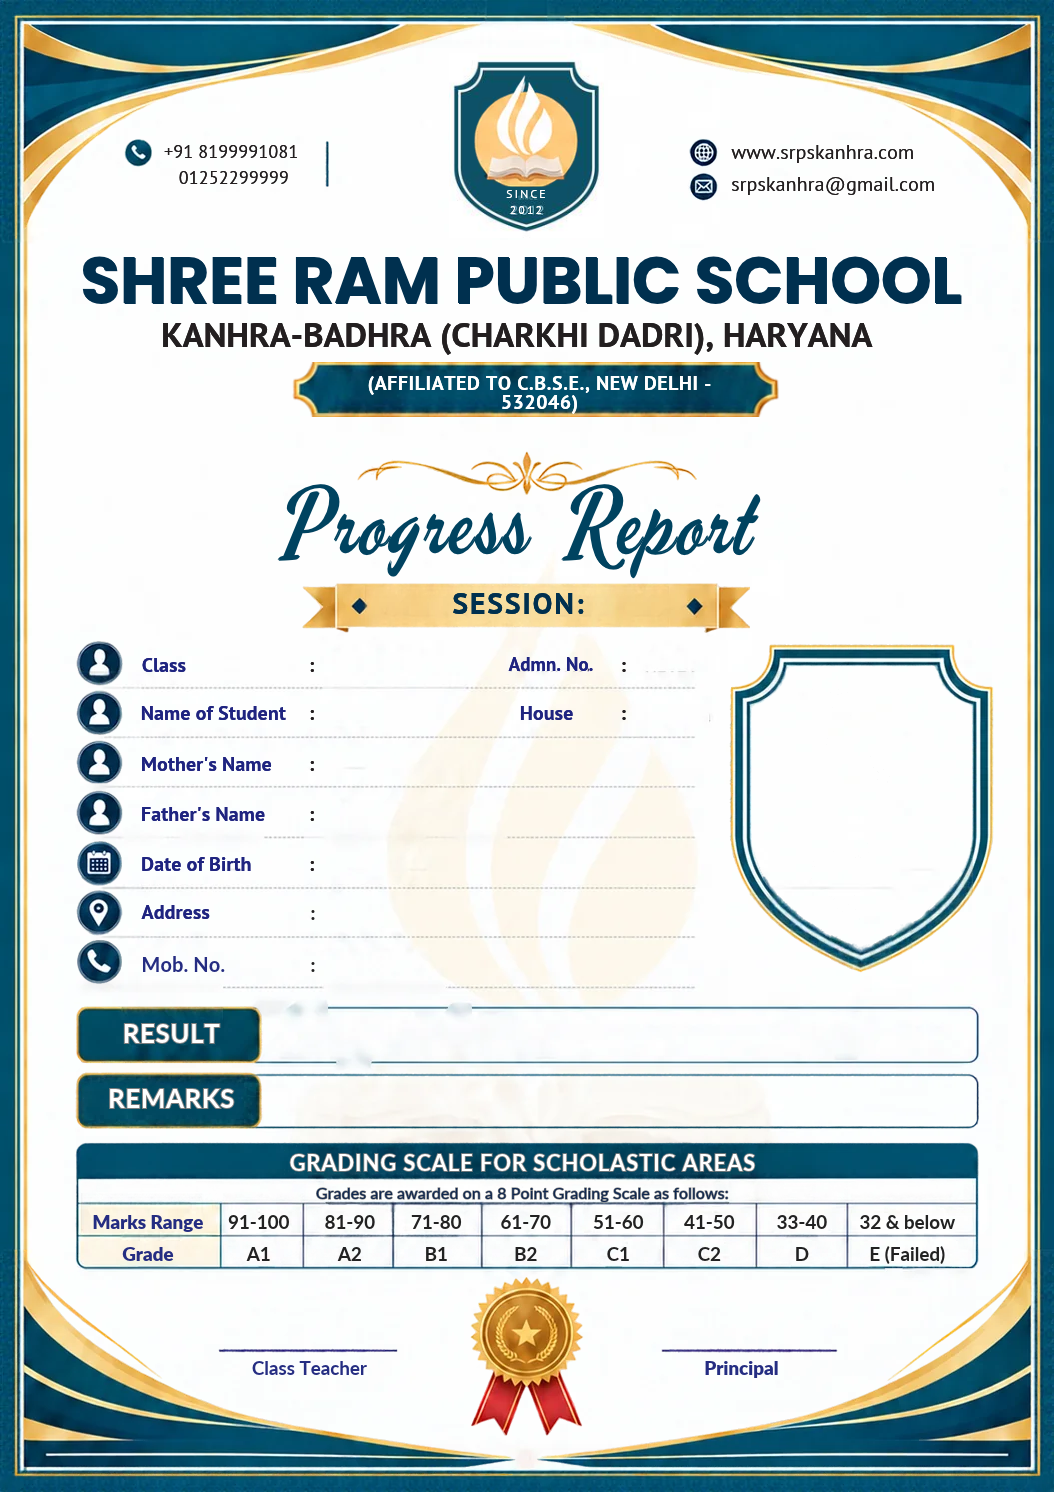 +91 8199991081
01252299999
www.srpskanhra.com
srpskanhra@gmail.com
SINCE
2012
SHREE RAM PUBLIC SCHOOL
KANHRA-BADHRA (CHARKHI DADRI), HARYANA
(AFFILIATED TO C.B.S.E., NEW DELHI -
532046)
Progress Report
SESSION:
Class : Admn. No. :
Name of Student : House :
Mother's Name :
Father's Name :
Date of Birth :
Address :
Mob. No. :
RESULT
REMARKS
GRADING SCALE FOR SCHOLASTIC AREAS
Grades are awarded on a 8 Point Grading Scale as follows:
Marks Range 91-100 81-90 71-80 61-70 51-60 41-50 33-40 32 & below
Grade A1 A2 B1 B2 C1 C2 D E (Failed)
Class Teacher Principal